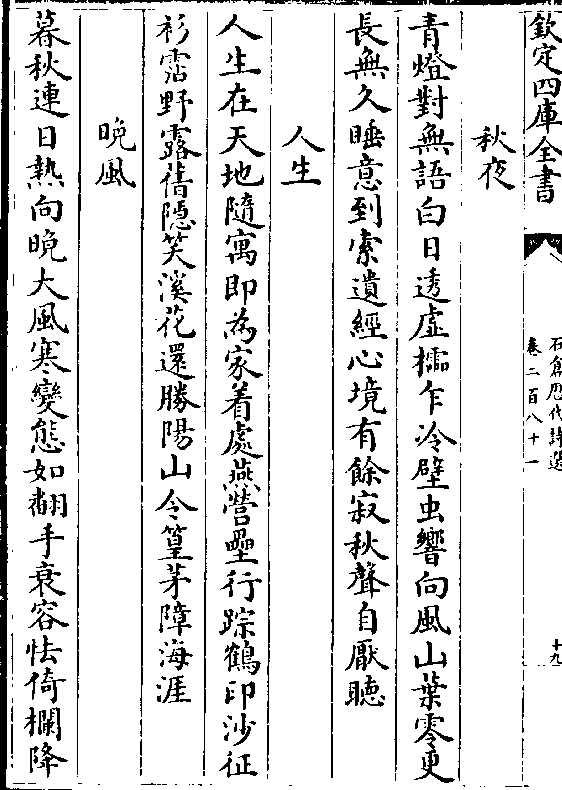 欽定四庫全書
石倉歷代詩選
卷二百八十一
十九
秋夜
青燈對無語白日透虚櫺乍冷壁虫響向風山葉零更
長無久睡意到索遺經心境有餘寂秋聲自厭聽
人生
人生在天地隨寓即為家着處燕營壘行踪鶴印沙征
衫霑野露舊隱笑溪花還勝陽山令篁茅障海涯
晩風
暮秋連日熱向晩大風寒變態如翻手衰容怯倚欄降